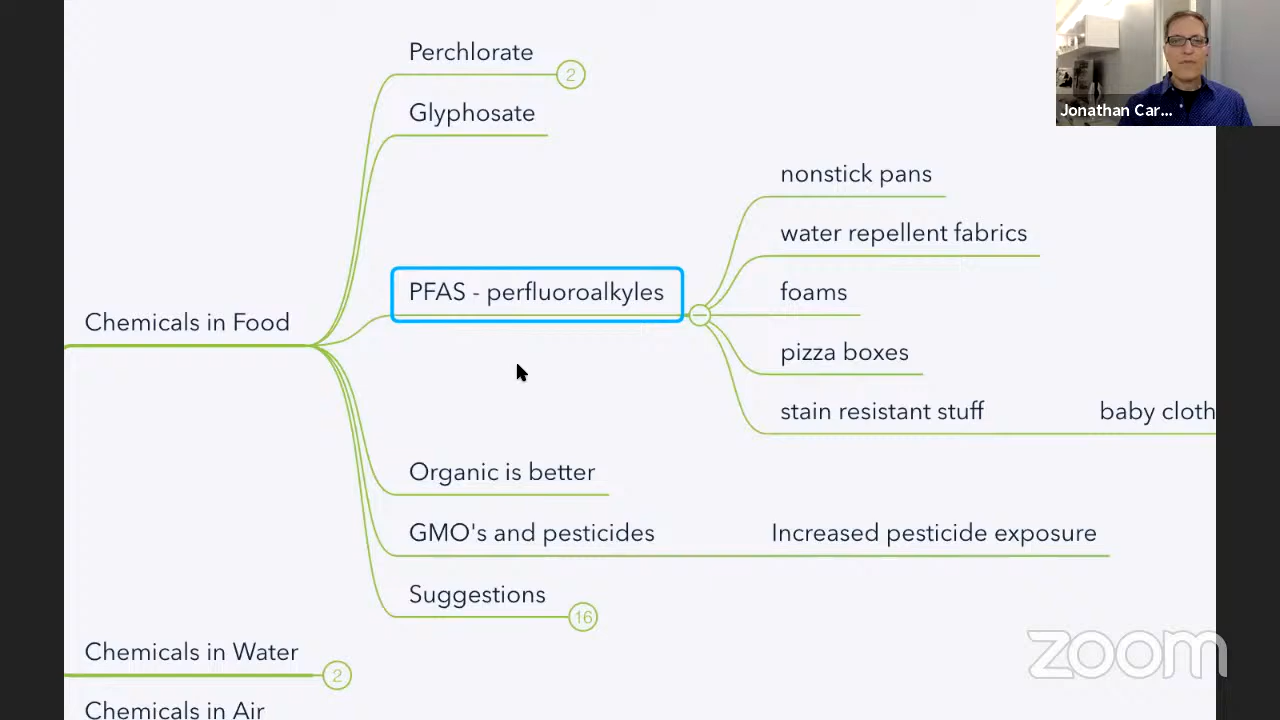 Perchlorate
2
Glyphosate
Jonathan Car...
nonstick pans
water repellent fabrics
PFAS - perfluoroalkyles
foams
Chemicals in Food
pizza boxes
stain resistant stuff
baby cloth
Organic is better
GMO's and pesticides
Increased pesticide exposure
Suggestions
16
Chemicals in Water
2
zoom
Chemicals in Air